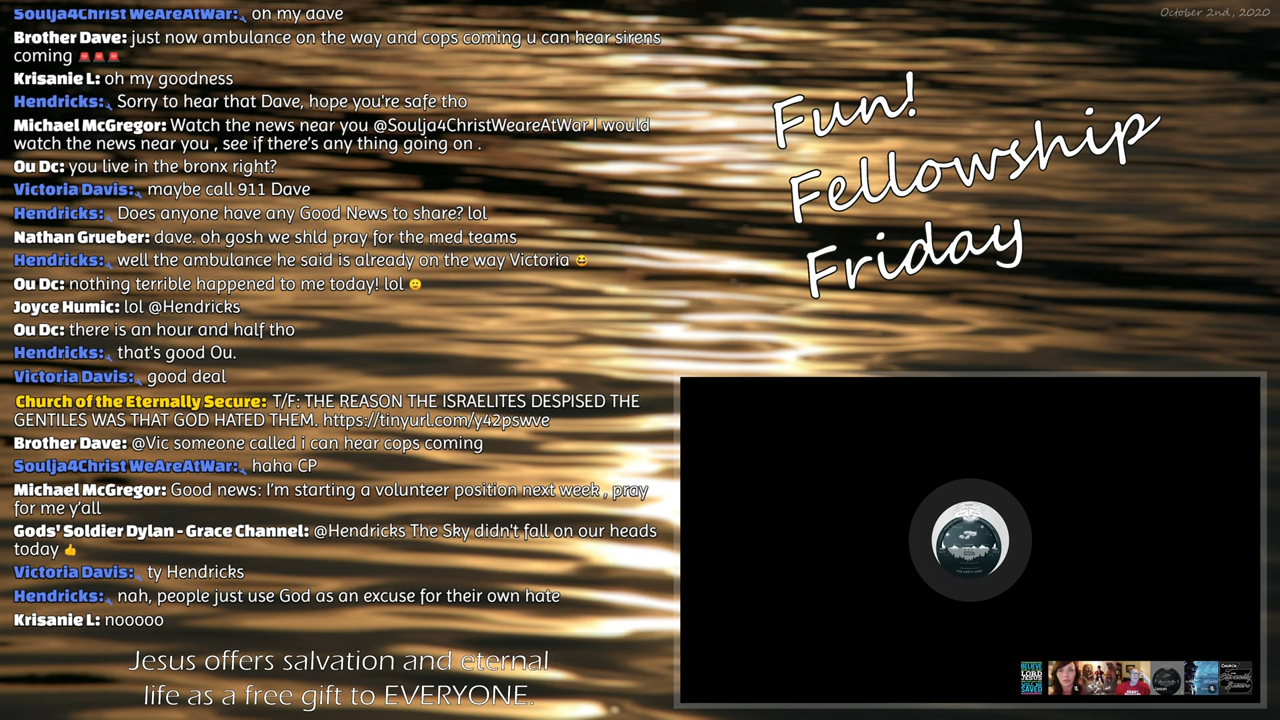 Soulja4Christ WeAreAtWar: oh my dave
Brother Dave: just now ambulance on the way and cops coming u can hear sirens
coming 🚨🚨🚨
Krisanie L: oh my goodness
Hendricks: Sorry to hear that Dave, hope you're safe tho
Michael McGregor: Watch the news near you @Soulja4ChristWeareAtWar I would
watch the news near you , see if there's any thing going on .
Ou Dc: you live in the bronx right?
Victoria Davis: maybe call 911 Dave
Hendricks: Does anyone have any Good News to share? lol
Nathan Grueber: dave. oh gosh we shld pray for the med teams
Hendricks: well the ambulance he said is already on the way Victoria 😆
Ou Dc: nothing terrible happened to me today! lol 🙂
Joyce Humic: lol @Hendricks
Ou Dc: there is an hour and half tho
Hendricks: that's good Ou.
Victoria Davis: good deal
Church of the Eternally Secure: T/F: THE REASON THE ISRAELITES DESPISED THE
GENTILES WAS THAT GOD HATED THEM. https://tinyurl.com/y42pswve
Brother Dave: @Vic someone called i can hear cops coming
Soulja4Christ WeAreAtWar: haha CP
Michael McGregor: Good news: I'm starting a volunteer position next week , pray
for me y'all
Gods' Soldier Dylan - Grace Channel: @Hendricks The Sky didn't fall on our heads
today 👍
Victoria Davis: ty Hendricks
Hendricks: nah, people just use God as an excuse for their own hate
Krisanie L: nooooo
Jesus offers salvation and eternal
life as a free gift to EVERYONE.
October 2nd, 2020
Fun!
Fellowship
Friday
BELIEVE
LORD
JESUS
SAVED
Jason
CHURCH